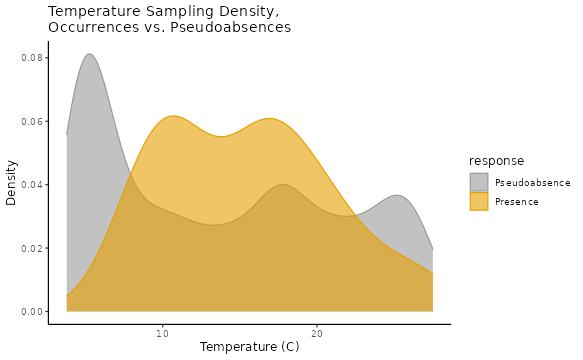 Temperature Sampling Density,
Occurrences vs. Pseudoabsences
0.08
0.06
0.04
0.02
0.00
Density
10
20
Temperature (C)
response
Pseudoabsence
Presence